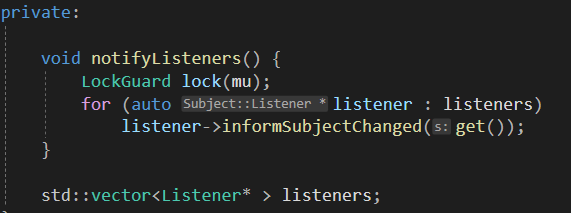 private:
void notifyListeners() {
LockGuard lock(mu);
for (auto Subject::Listener * listener : listeners)
listener->informSubjectChanged(s: get());
}
std::vector<Listener* > listeners;